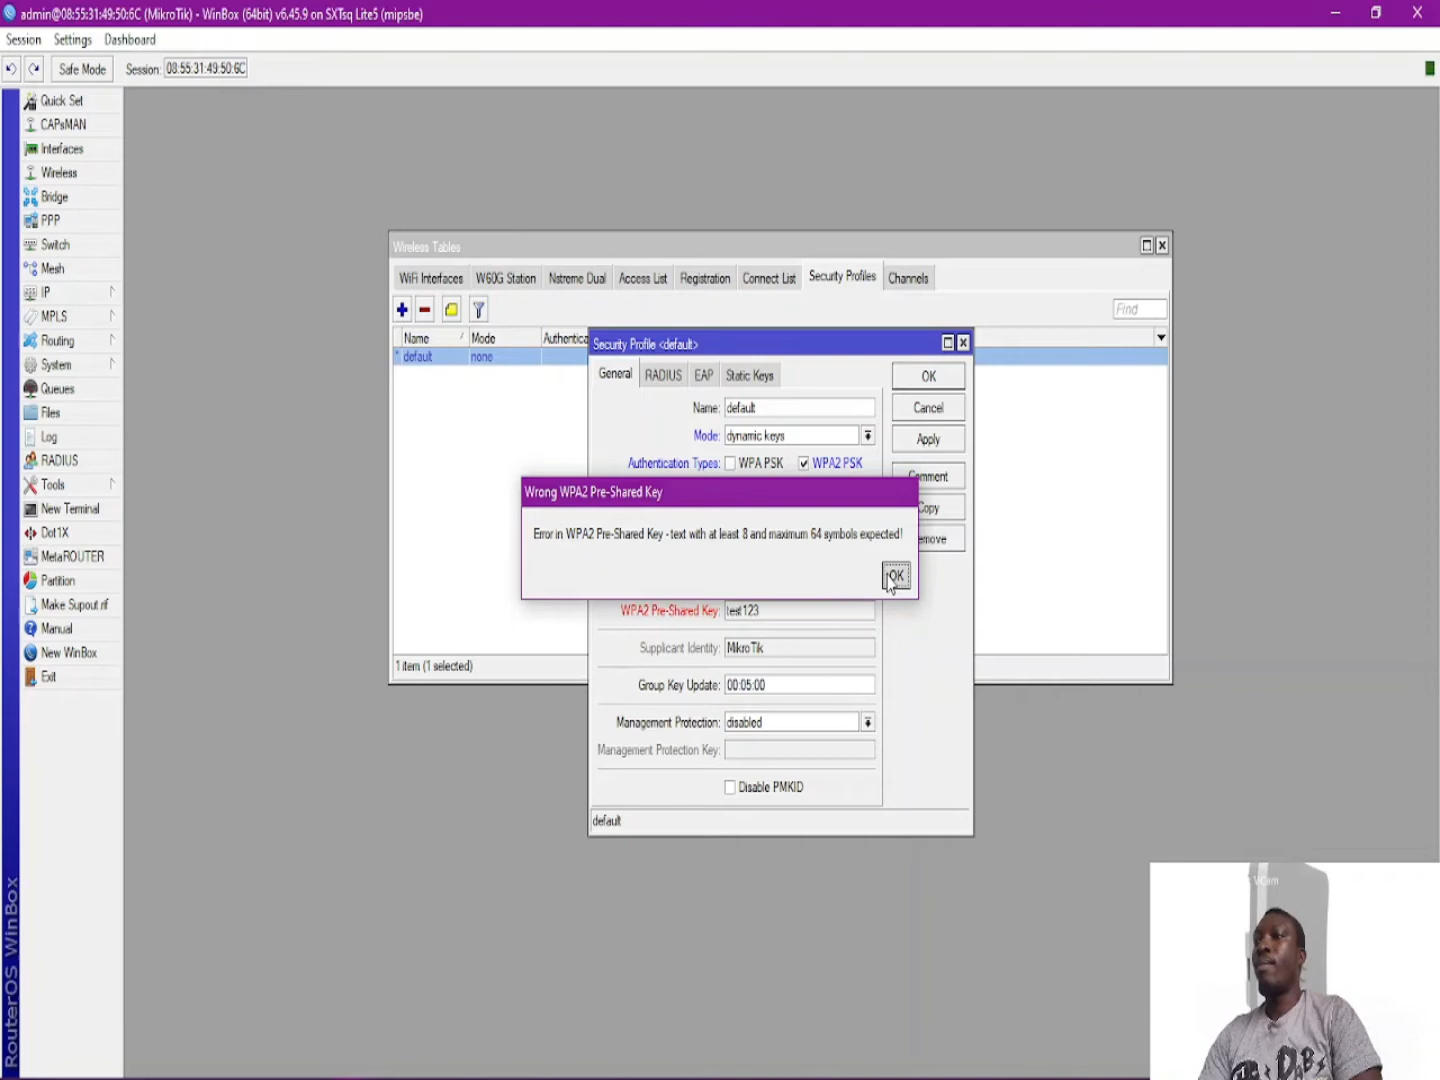 admin@08:55:31:49:50:6C (MikroTik) - WinBox (64bit) v6.45.9 on SXTsq Lite5 (mipsbe)
Session Settings Dashboard
Safe Mode Session: 08:55:31:49:50:6C
Quick Set
CAPsMAN
Interfaces
Wireless
Bridge
PPP
Switch
Mesh
IP
MPLS
Routing
System
Queues
Files
Log
RADIUS
Tools
New Terminal
Dot1X
MetaROUTER
Partition
Make Supout.rif
Manual
New WinBox
Exit
RouterOS WinBox
Wireless Tables
WiFi Interfaces W60G Station Nstreme Dual Access List Registration Connect List Security Profiles Channels
Find
Name Mode Authentica
* default none
1 item (1 selected)
Security Profile <default>
General RADIUS EAP Static Keys
OK
Cancel
Apply
omment
opy
emove
Name: default
Mode: dynamic keys
Authentication Types: WPA PSK WPA2 PSK
Wrong WPA2 Pre-Shared Key
Error in WPA2 Pre-Shared Key - text with at least 8 and maximum 64 symbols expected!
OK
WPA2 Pre-Shared Key: test123
Supplicant Identity: MikroTik
Group Key Update: 00:05:00
Management Protection: disabled
Management Protection Key:
Disable PMKID
default